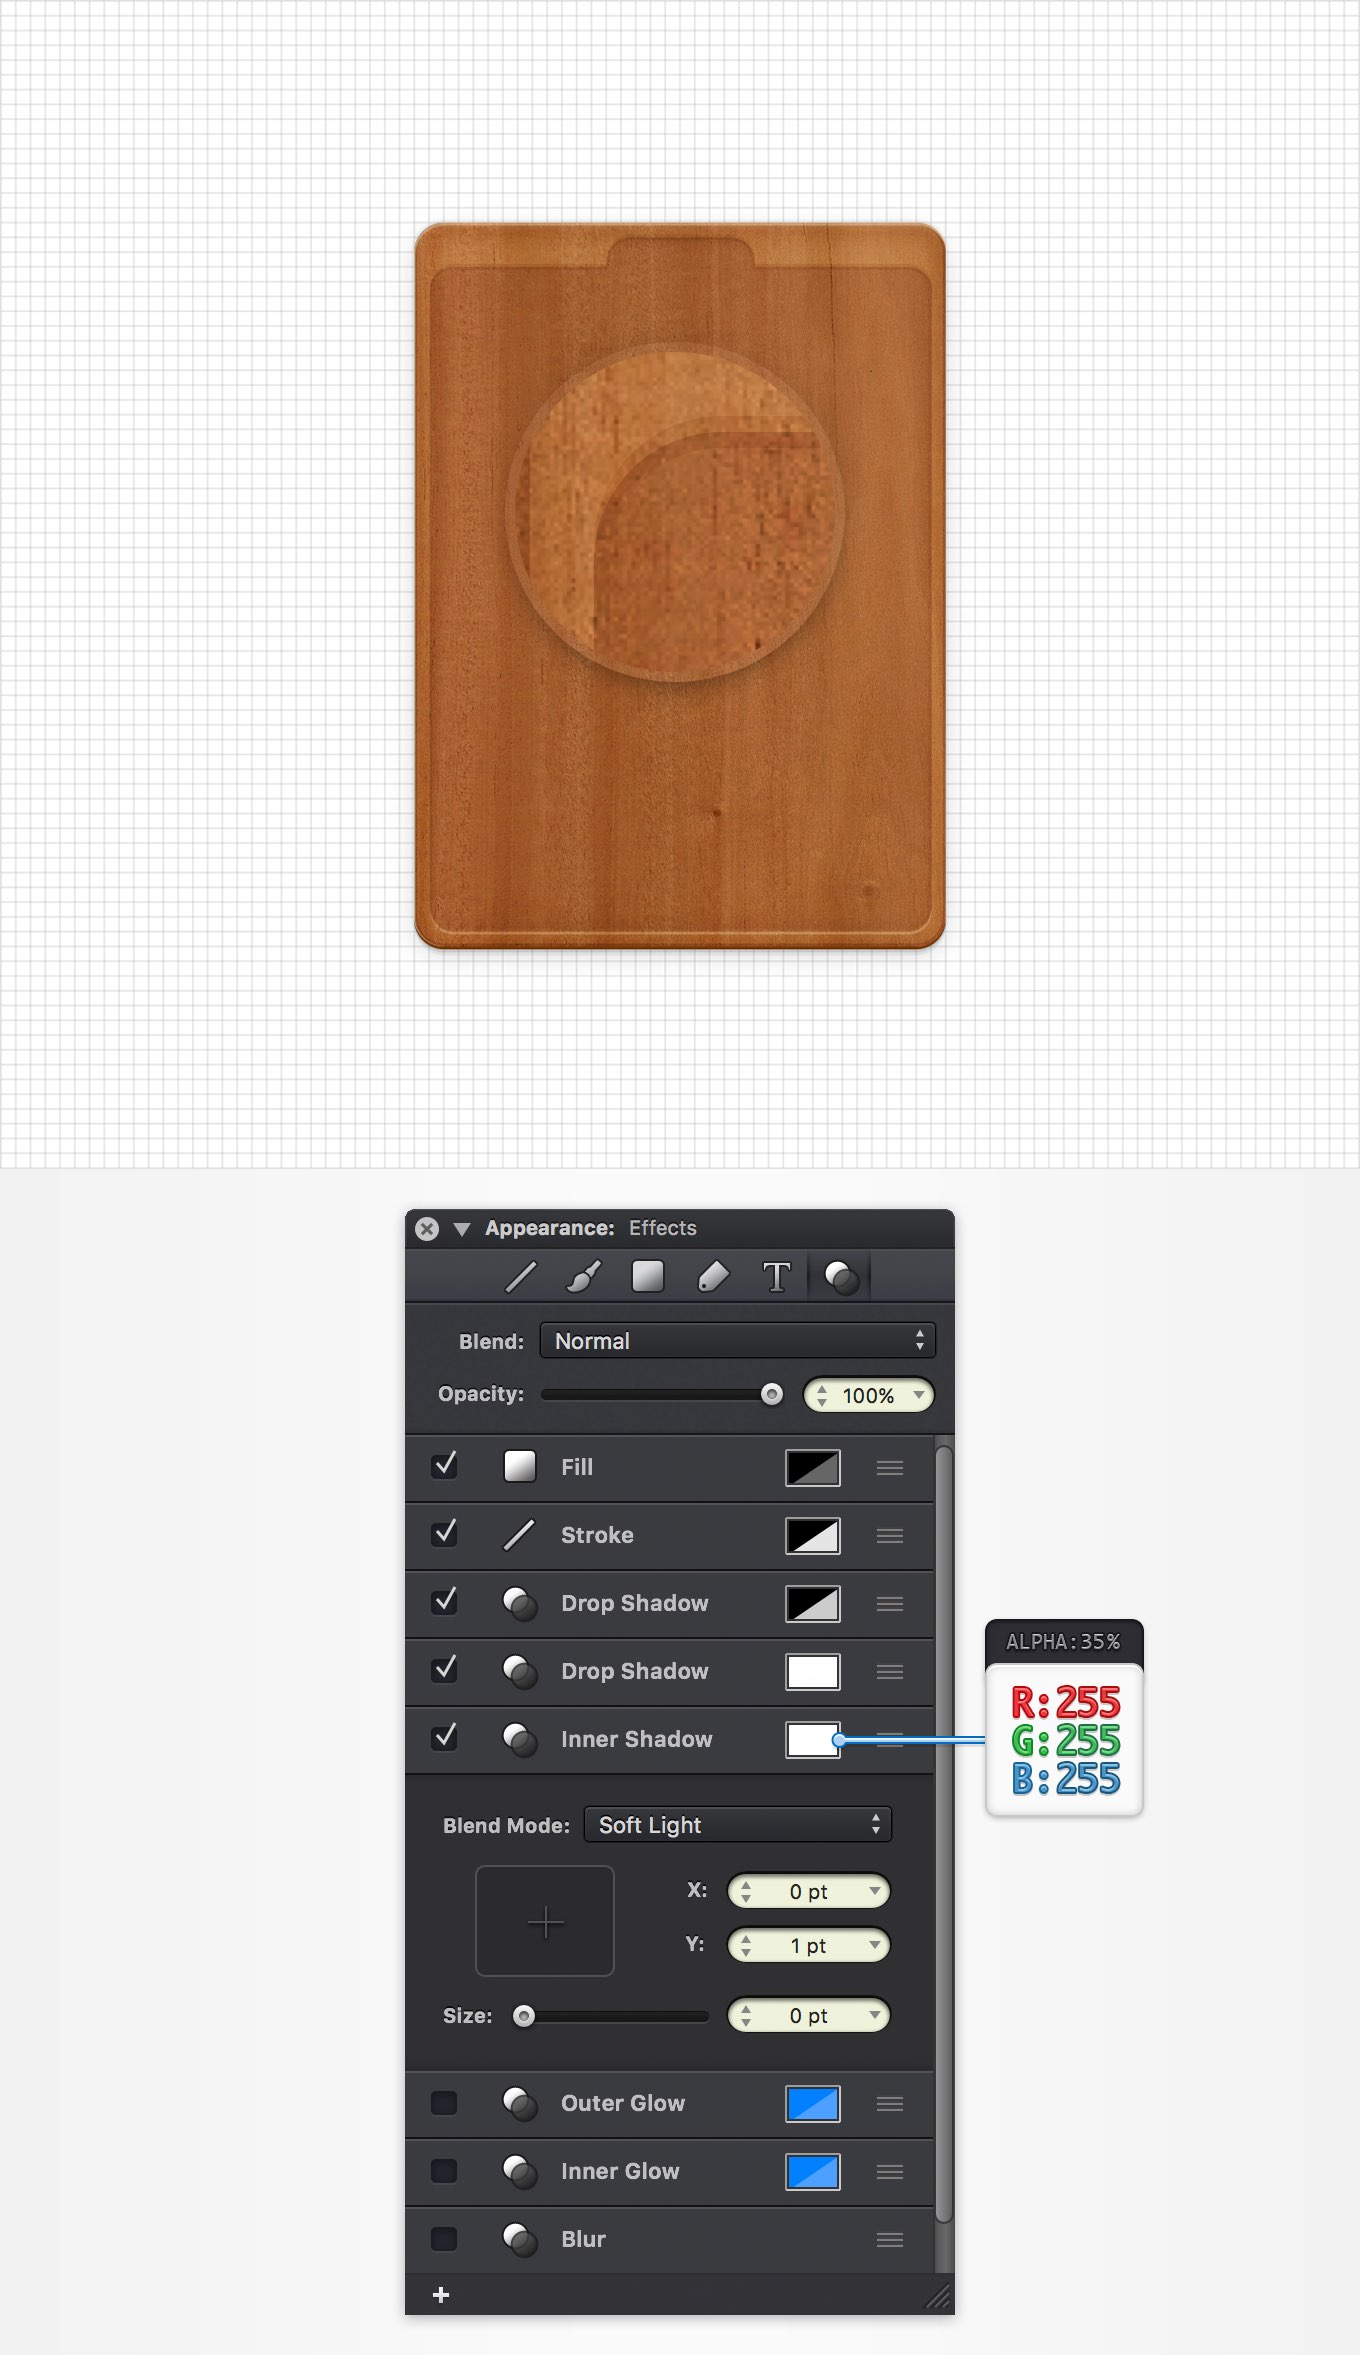 Appearance: Effects
T
Blend: Normal
Opacity: 100%
Fill
Stroke
Drop Shadow
Drop Shadow
Inner Shadow
ALPHA:35%
R:255
G:255
B:255
Blend Mode: Soft Light
X: 0 pt
Y: 1 pt
Size: 0 pt
Outer Glow
Inner Glow
Blur
+